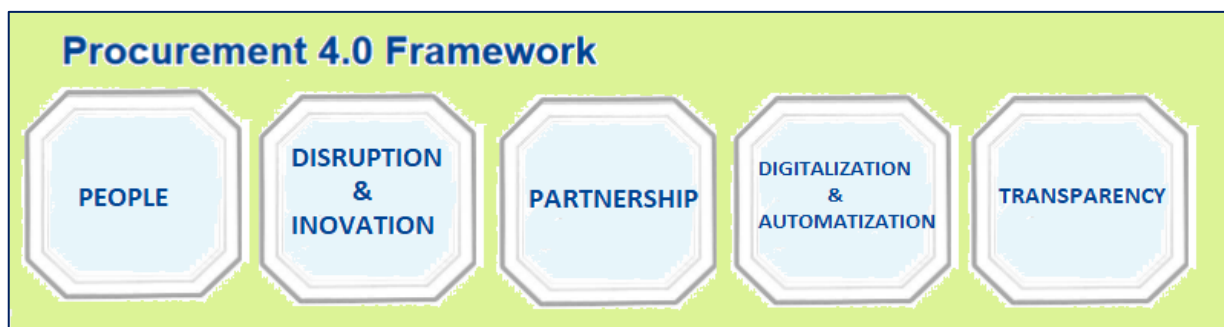 Procurement 4.0 Framework
PEOPLE
DISRUPTION
&
INOVATION
PARTNERSHIP
DIGITALIZATION
&
AUTOMATIZATION
TRANSPARENCY